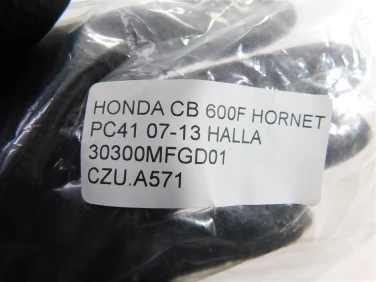 HONDA CB 600F HORNET
PC41 07-13 HALLA
30300MFGD01
CZU.A571